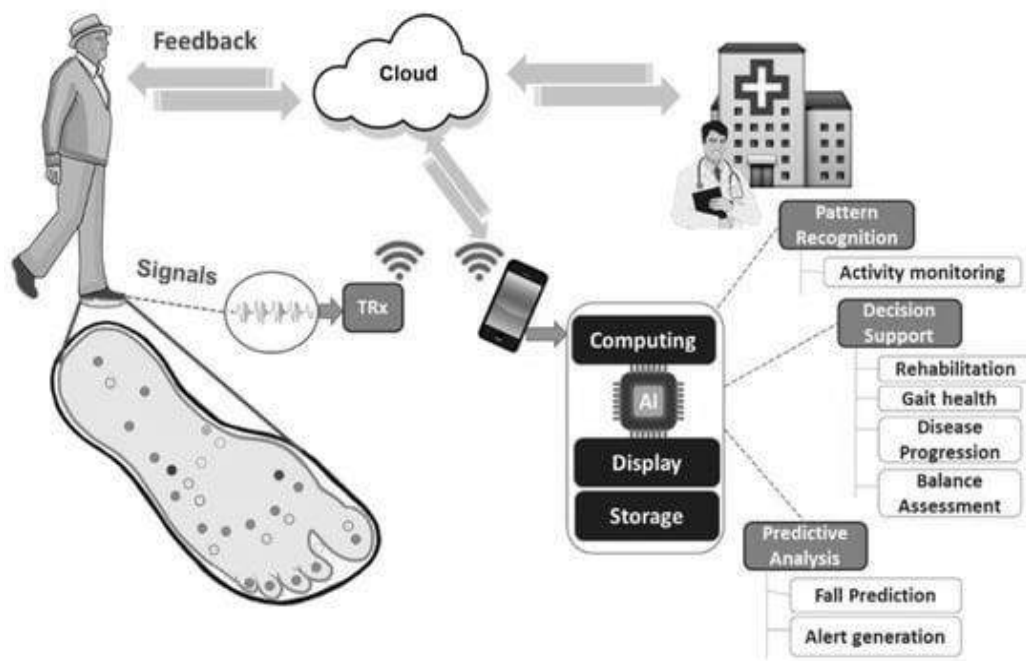 Feedback
Cloud
Signals
TRx
Computing
AI
Display
Storage
Pattern
Recognition
Activity monitoring
Decision
Support
Rehabilitation
Gait health
Disease
Progression
Balance
Assessment
Predictive
Analysis
Fall Prediction
Alert generation